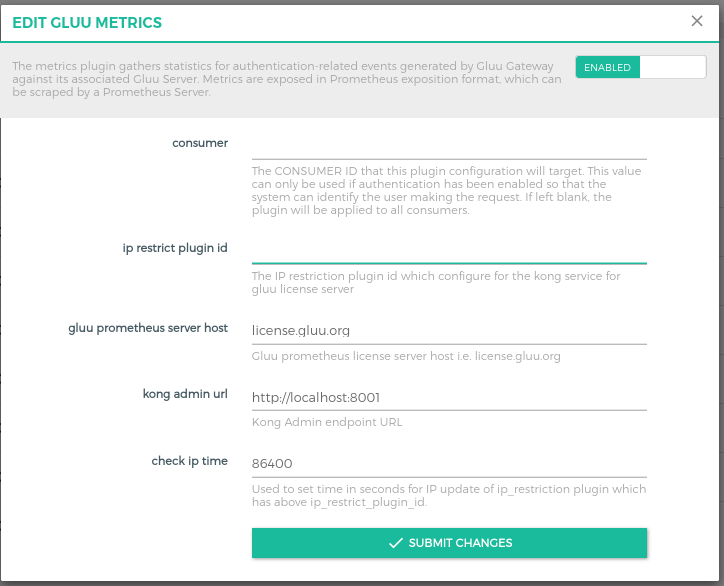 EDIT GLUU METRICS
The metrics plugin gathers statistics for authentication-related events generated by Gluu Gateway
against its associated Gluu Server. Metrics are exposed in Prometheus exposition format, which can
be scraped by a Prometheus Server.
ENABLED
consumer
The CONSUMER ID that this plugin configuration will target. This value
can only be used if authentication has been enabled so that the
system can identify the user making the request. If left blank, the
plugin will be applied to all consumers.
ip restrict plugin id
The IP restriction plugin id which configure for the kong service for
gluu license server
gluu prometheus server host
license.gluu.org
Gluu prometheus license server host i.e. license.gluu.org
kong admin url
http://localhost:8001
Kong Admin endpoint URL
check ip time
86400
Used to set time in seconds for IP update of ip_restriction plugin which
has above ip_restrict_plugin_id.
SUBMIT CHANGES